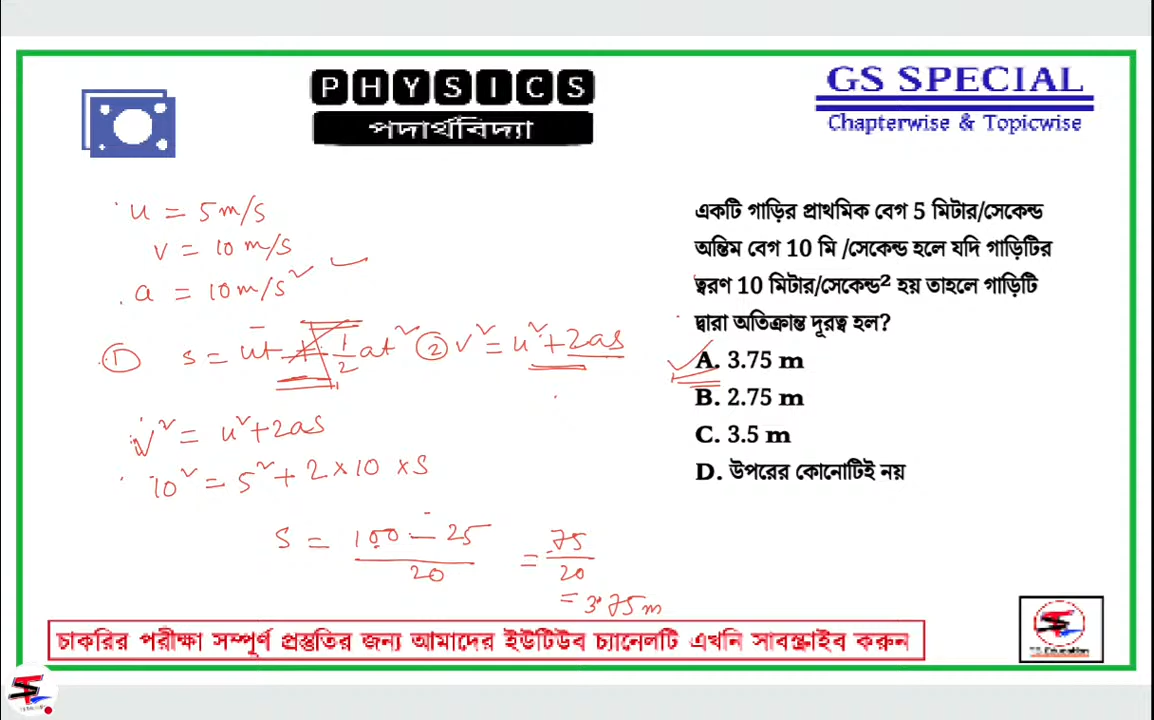 PHYSICS
পদার্থবিদ্যা
GS SPECIAL
Chapterwise & Topicwise
u = 5m/s
v = 10 m/s
a = 10m/s²
① s = ut + 1/2 at² ② v² = u² + 2as
v² = u² + 2as
10² = 5² + 2 × 10 × s
s = 100 - 25 / 20 = 75 / 20
= 3.75 m
একটি গাড়ির প্রাথমিক বেগ 5 মিটার/সেকেন্ড
অন্তিম বেগ 10 মি /সেকেন্ড হলে যদি গাড়িটির
ত্বরণ 10 মিটার/সেকেন্ড² হয় তাহলে গাড়িটি
দ্বারা অতিক্রান্ত দূরত্ব হল?
A. 3.75 m
B. 2.75 m
C. 3.5 m
D. উপরের কোনোটিই নয়
চাকরির পরীক্ষা সম্পূর্ণ প্রস্তুতির জন্য আমাদের ইউটিউব চ্যানেলটি এখনি সাবস্ক্রাইব করুন